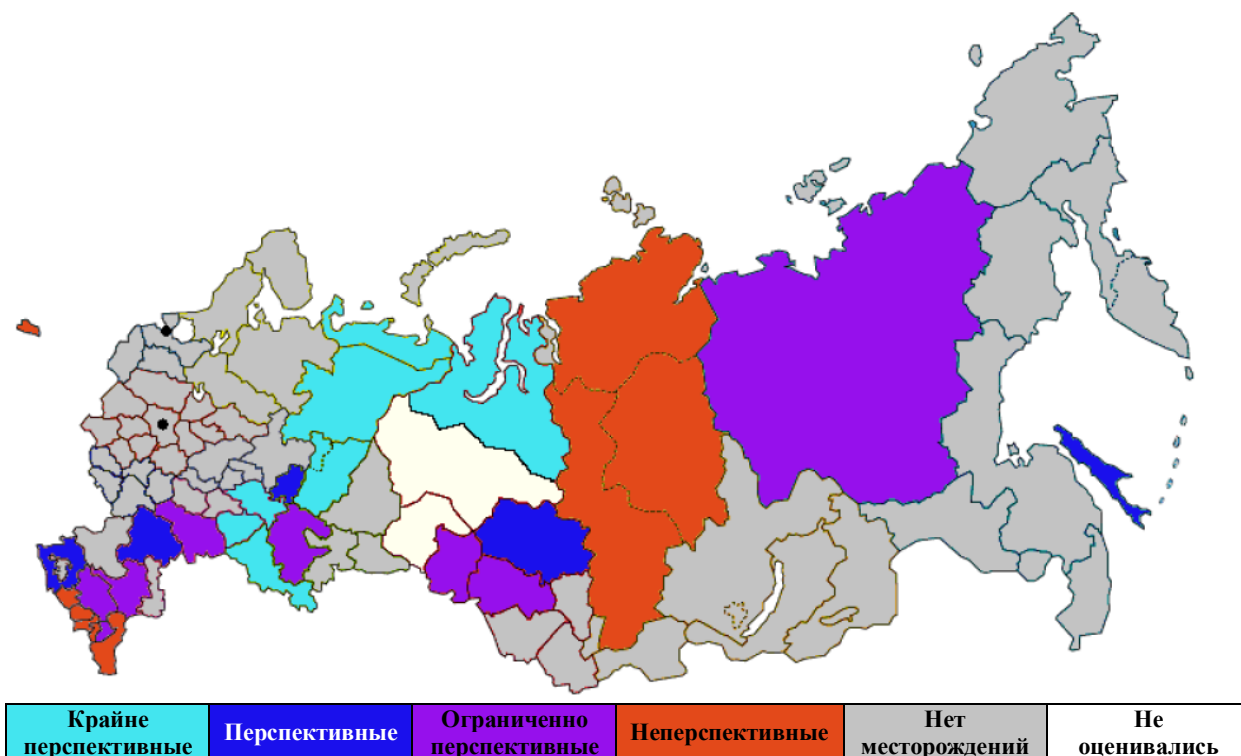 Крайне
перспективные
Перспективные
Ограниченно
перспективные
Неперспективные
Нет
месторождений
Не
оценивались